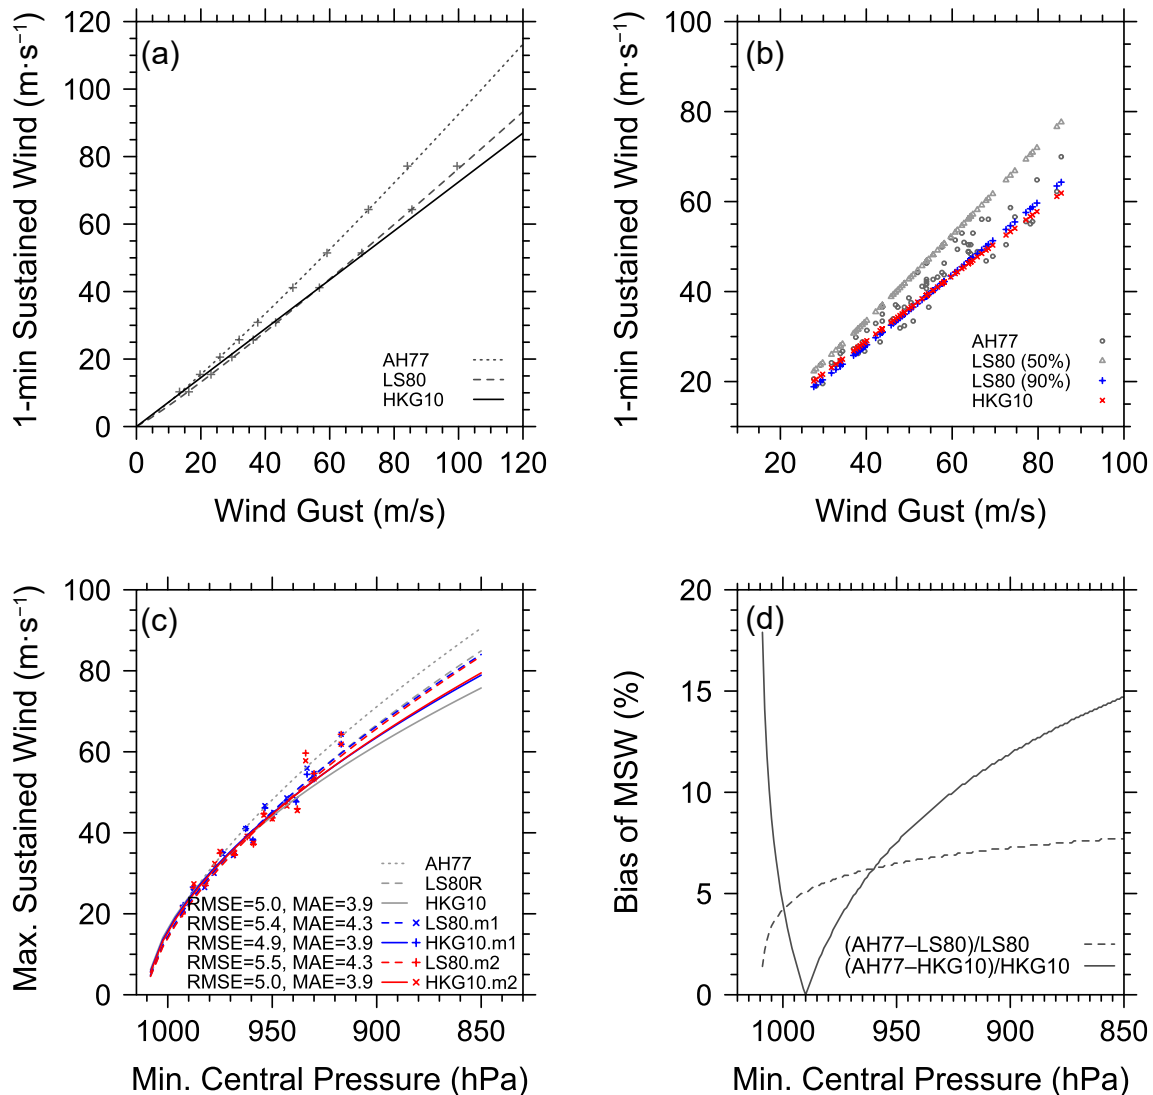 (a)
1-min Sustained Wind (m·s⁻¹)
120
100
80
60
40
20
0
AH77
LS80
HKG10
0 20 40 60 80 100 120
Wind Gust (m/s)
(b)
1-min Sustained Wind (m·s⁻¹)
100
80
60
40
20
AH77
LS80 (50%)
LS80 (90%)
HKG10
20 40 60 80 100
Wind Gust (m/s)
(c)
Max. Sustained Wind (m·s⁻¹)
100
80
60
40
20
0
AH77
LS80R
RMSE=5.0, MAE=3.9 HKG10
RMSE=5.4, MAE=4.3 LS80.m1
RMSE=4.9, MAE=3.9 HKG10.m1
RMSE=5.5, MAE=4.3 LS80.m2
RMSE=5.0, MAE=3.9 HKG10.m2
1000 950 900 850
Min. Central Pressure (hPa)
(d)
Bias of MSW (%)
20
15
10
5
0
(AH77–LS80)/LS80
(AH77–HKG10)/HKG10
1000 950 900 850
Min. Central Pressure (hPa)